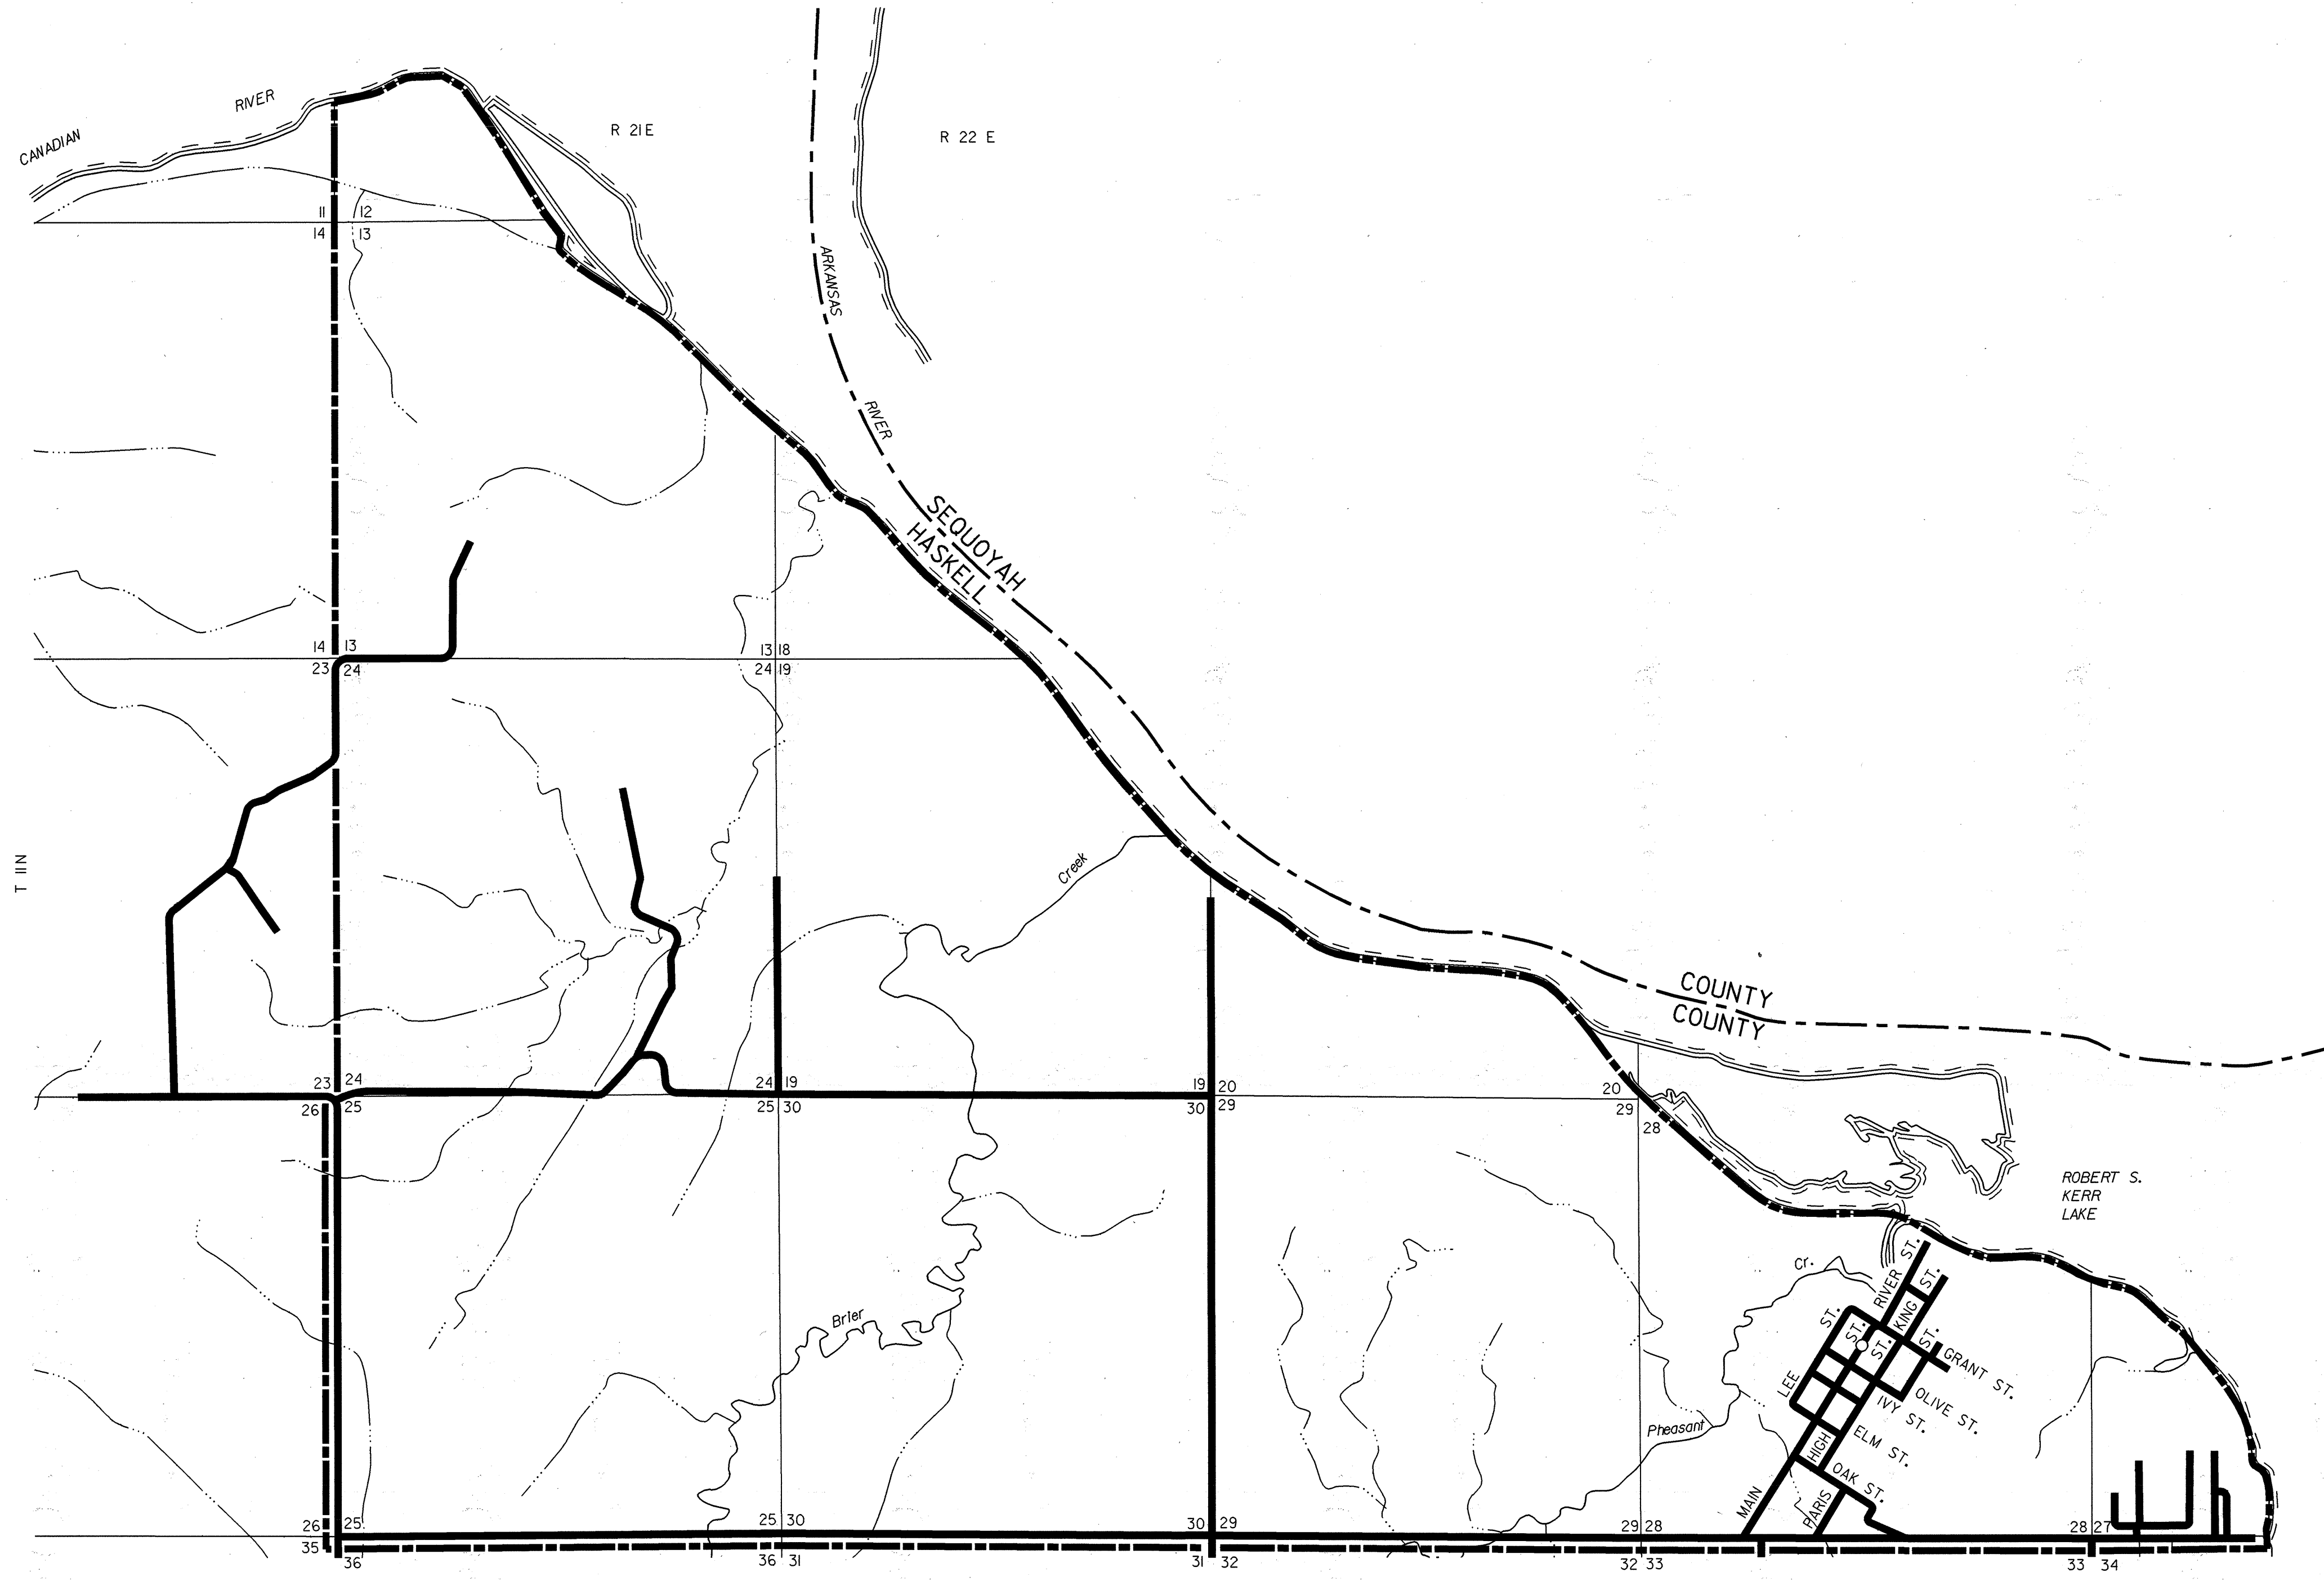 CANADIAN
RIVER
R 21 E
R 22 E
11 12
14 13
ARKANSAS
RIVER
SEQUOYAH
HASKELL
14 13
23 24
13 18
24 19
T 11 N
Creek
COUNTY
COUNTY
23 24
26 25
24 19
25 30
19 20
30 29
20
29
28
ROBERT S.
KERR
LAKE
Cr.
Brier
Pheasant
RIVER ST.
KING ST.
LEE ST.
ST.
ST.
ST.
GRANT ST.
OLIVE ST.
IVY ST.
ELM ST.
HIGH
OAK ST.
MAIN
PARIS
26 25
35 36
25 30
36 31
30 29
31 32
29 28
32 33
28 27
33 34